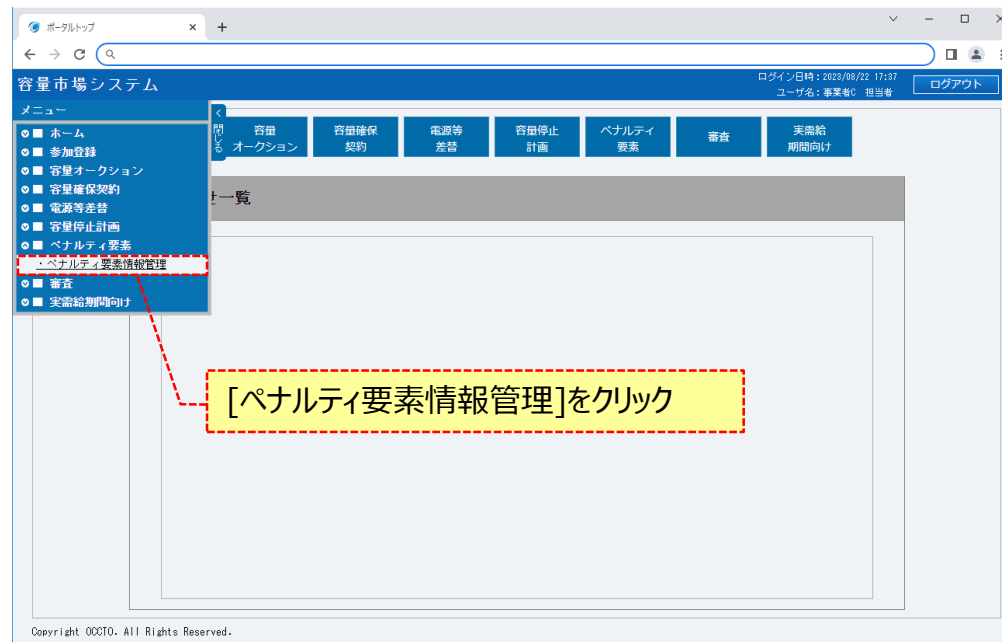 ポータルトップ
容量市場システム
ログイン日時：2023/08/22 17:37
ユーザ名：事業者C 担当者
ログアウト
メニュー
ホーム
参加登録
容量オークション
容量確保契約
電源等差替
容量停止計画
ペナルティ要素
・ペナルティ要素情報管理
審査
実需給期間向け
閉じる
容量
オークション
容量確保
契約
電源等
差替
容量停止
計画
ペナルティ
要素
審査
実需給
期間向け
せ一覧
[ペナルティ要素情報管理]をクリック
Copyright OCCTO. All Rights Reserved.